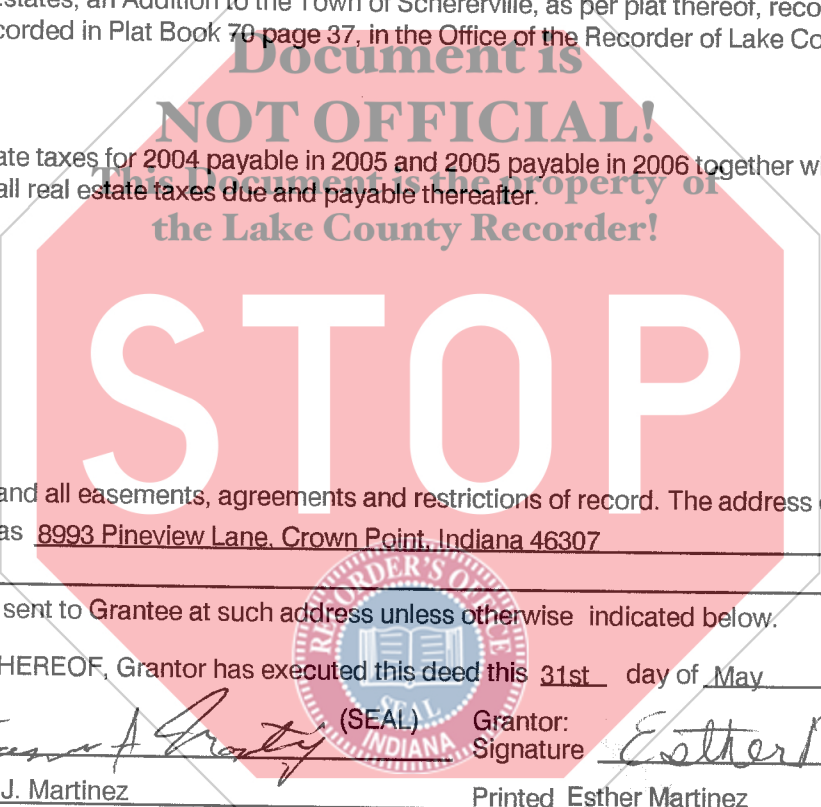 Estates, an Addition to the Town of Schererville, as per plat thereof, reco
corded in Plat Book 70 page 37, in the Office of the Recorder of Lake Co
Document is
NOT OFFICIAL!
ate taxes for 2004 payable in 2005 and 2005 payable in 2006 together w
all real estate taxes due and payable thereafter.
This Document is the property of
the Lake County Recorder!
STOP
and all easements, agreements and restrictions of record. The address
as 8993 Pineview Lane, Crown Point, Indiana 46307
sent to Grantee at such address unless otherwise indicated below.
HEREOF, Grantor has executed this deed this 31st day of May
RECORDER'S OFFICE
SEAL
INDIANA
(SEAL) Grantor:
Signature Esther
J. Martinez
Printed Esther Martinez